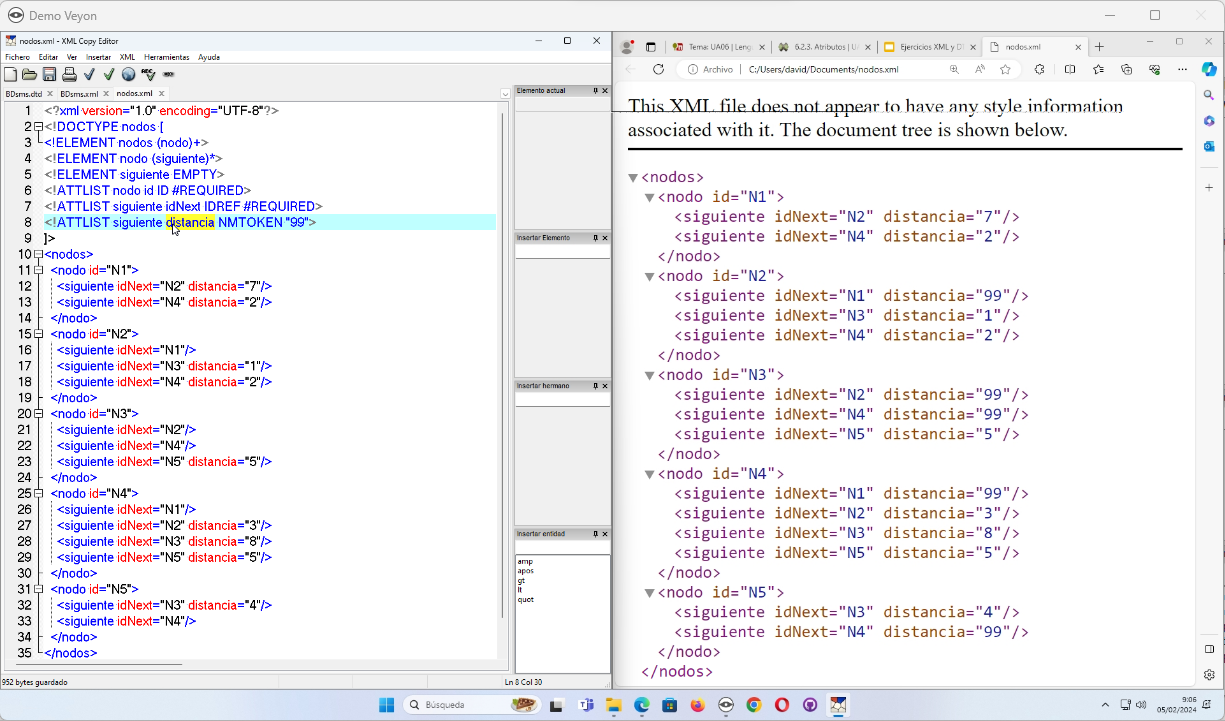 Demo Veyon
nodos.xml - XML Copy Editor
Fichero Editar Ver Insertar XML Herramientas Ayuda
BDsms.dtd BDsms.xml nodos.xml
1 <?xml version="1.0" encoding="UTF-8"?>
2 <!DOCTYPE nodos [
3 <!ELEMENT nodos (nodo)+>
4 <!ELEMENT nodo (siguiente)*>
5 <!ELEMENT siguiente EMPTY>
6 <!ATTLIST nodo id ID #REQUIRED>
7 <!ATTLIST siguiente idNext IDREF #REQUIRED>
8 <!ATTLIST siguiente distancia NMTOKEN "99">
9 ]>
10 <nodos>
11 <nodo id="N1">
12 <siguiente idNext="N2" distancia="7"/>
13 <siguiente idNext="N4" distancia="2"/>
14 </nodo>
15 <nodo id="N2">
16 <siguiente idNext="N1"/>
17 <siguiente idNext="N3" distancia="1"/>
18 <siguiente idNext="N4" distancia="2"/>
19 </nodo>
20 <nodo id="N3">
21 <siguiente idNext="N2"/>
22 <siguiente idNext="N4"/>
23 <siguiente idNext="N5" distancia="5"/>
24 </nodo>
25 <nodo id="N4">
26 <siguiente idNext="N1"/>
27 <siguiente idNext="N2" distancia="3"/>
28 <siguiente idNext="N3" distancia="8"/>
29 <siguiente idNext="N5" distancia="5"/>
30 </nodo>
31 <nodo id="N5">
32 <siguiente idNext="N3" distancia="4"/>
33 <siguiente idNext="N4"/>
34 </nodo>
35 </nodos>
952 bytes guardado
Ln 8 Col 30
Elemento actual
Insertar Elemento
Insertar hermano
Insertar entidad
amp
apos
gt
lt
quot
Tema: UA06 | Leng 6.2.3. Atributos | U Ejercicios XML y D nodos.xml
Archivo C:/Users/david/Documents/nodos.xml
This XML file does not appear to have any style information
associated with it. The document tree is shown below.
<nodos>
<nodo id="N1">
<siguiente idNext="N2" distancia="7"/>
<siguiente idNext="N4" distancia="2"/>
</nodo>
<nodo id="N2">
<siguiente idNext="N1" distancia="99"/>
<siguiente idNext="N3" distancia="1"/>
<siguiente idNext="N4" distancia="2"/>
</nodo>
<nodo id="N3">
<siguiente idNext="N2" distancia="99"/>
<siguiente idNext="N4" distancia="99"/>
<siguiente idNext="N5" distancia="5"/>
</nodo>
<nodo id="N4">
<siguiente idNext="N1" distancia="99"/>
<siguiente idNext="N2" distancia="3"/>
<siguiente idNext="N3" distancia="8"/>
<siguiente idNext="N5" distancia="5"/>
</nodo>
<nodo id="N5">
<siguiente idNext="N3" distancia="4"/>
<siguiente idNext="N4" distancia="99"/>
</nodo>
</nodos>
Búsqueda
9:06
05/02/2024